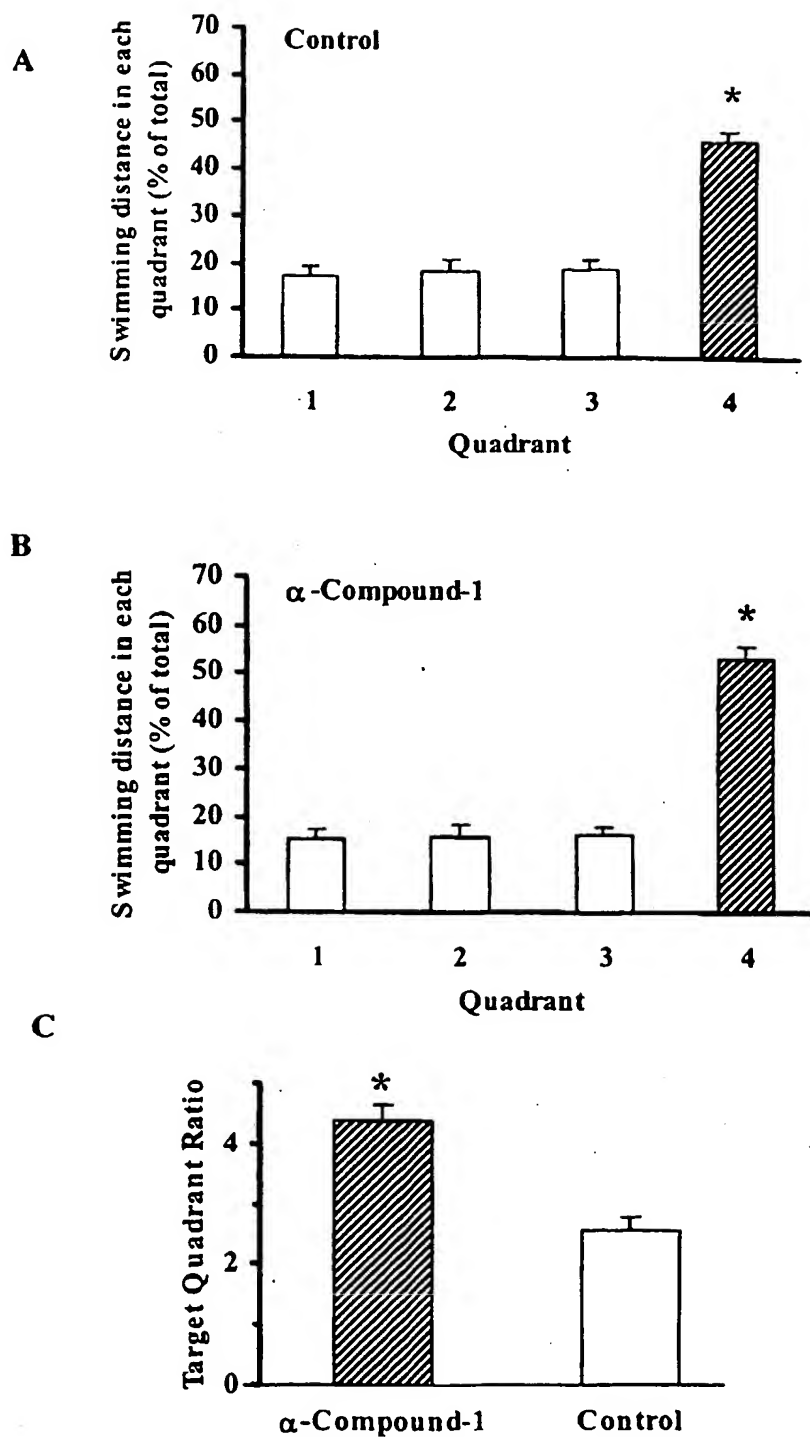 A
Control
70
60
50
40
30
20
10
0
Swimming distance in each
quadrant (% of total)
*
1 2 3 4
Quadrant
B
α-Compound-1
70
60
50
40
30
20
10
0
Swimming distance in each
quadrant (% of total)
*
1 2 3 4
Quadrant
C
Target Quadrant Ratio
4
2
0
*
α-Compound-1 Control